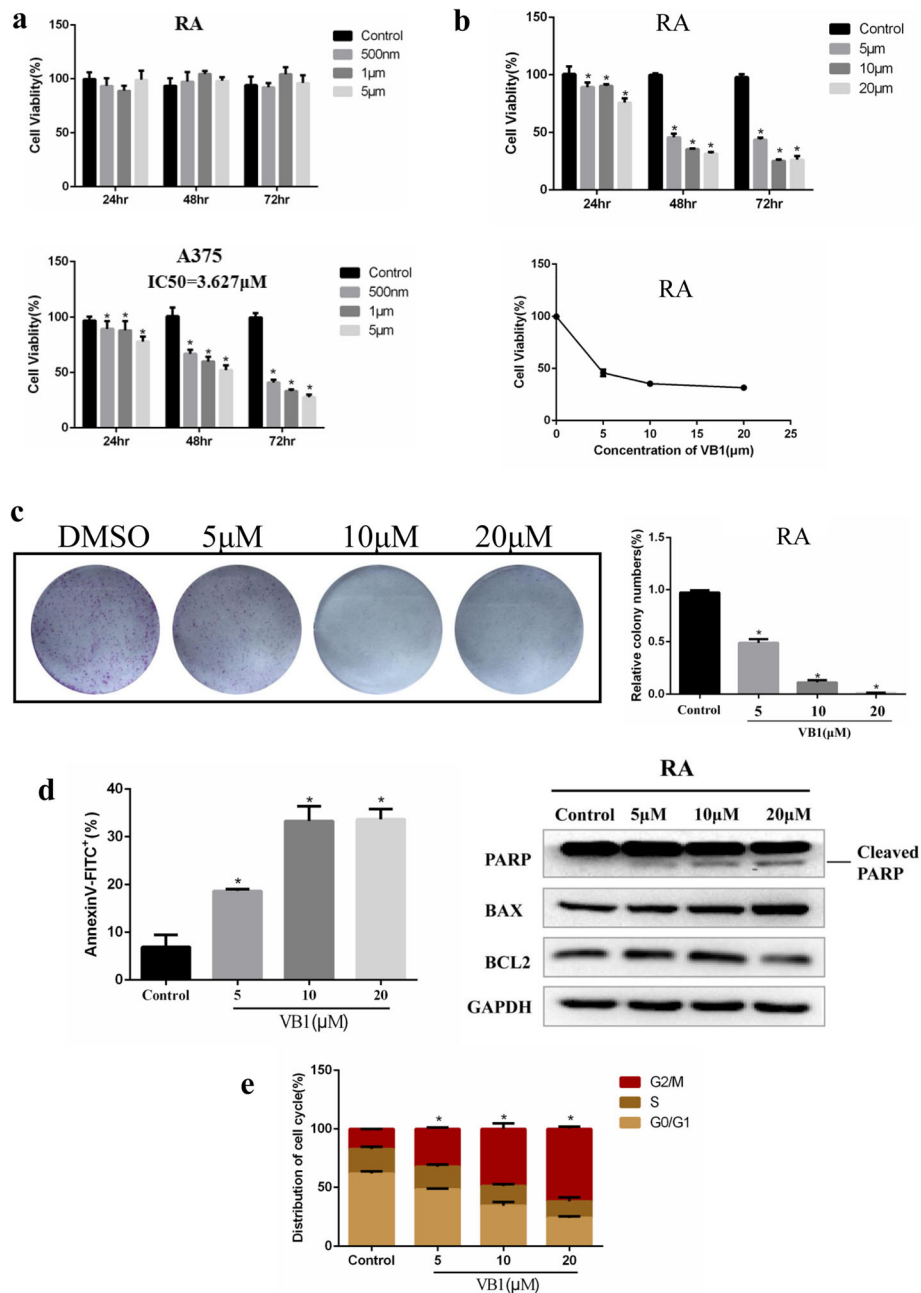 a
RA
Cell Viablity(%)
150
100
50
0
24hr
48hr
72hr
Control
500nm
1μm
5μm
A375
IC50=3.627μM
Cell Viablity(%)
150
100
50
0
* * * *
* * *
* * *
24hr
48hr
72hr
Control
500nm
1μm
5μm
b
RA
Cell Viablity(%)
150
100
50
0
* * *
* * *
* * *
24hr
48hr
72hr
Control
5μm
10μm
20μm
RA
Cell Viablity(%)
150
100
50
0
0 5 10 15 20 25
Concentration of VB1(μm)
c
DMSO 5μM 10μM 20μM
RA
Relative colony numbers(%)
1.5
1.0
0.5
0.0
* * *
Control 5 10 20
VB1(μM)
d
AnnexinV-FITC⁺(%)
40
30
20
10
0
* * *
Control 5 10 20
VB1(μM)
RA
Control 5μM 10μM 20μM
PARP
Cleaved
PARP
BAX
BCL2
GAPDH
e
Distribution of cell cycle(%)
150
100
50
0
* * *
Control 5 10 20
VB1(μM)
G2/M
S
G0/G1